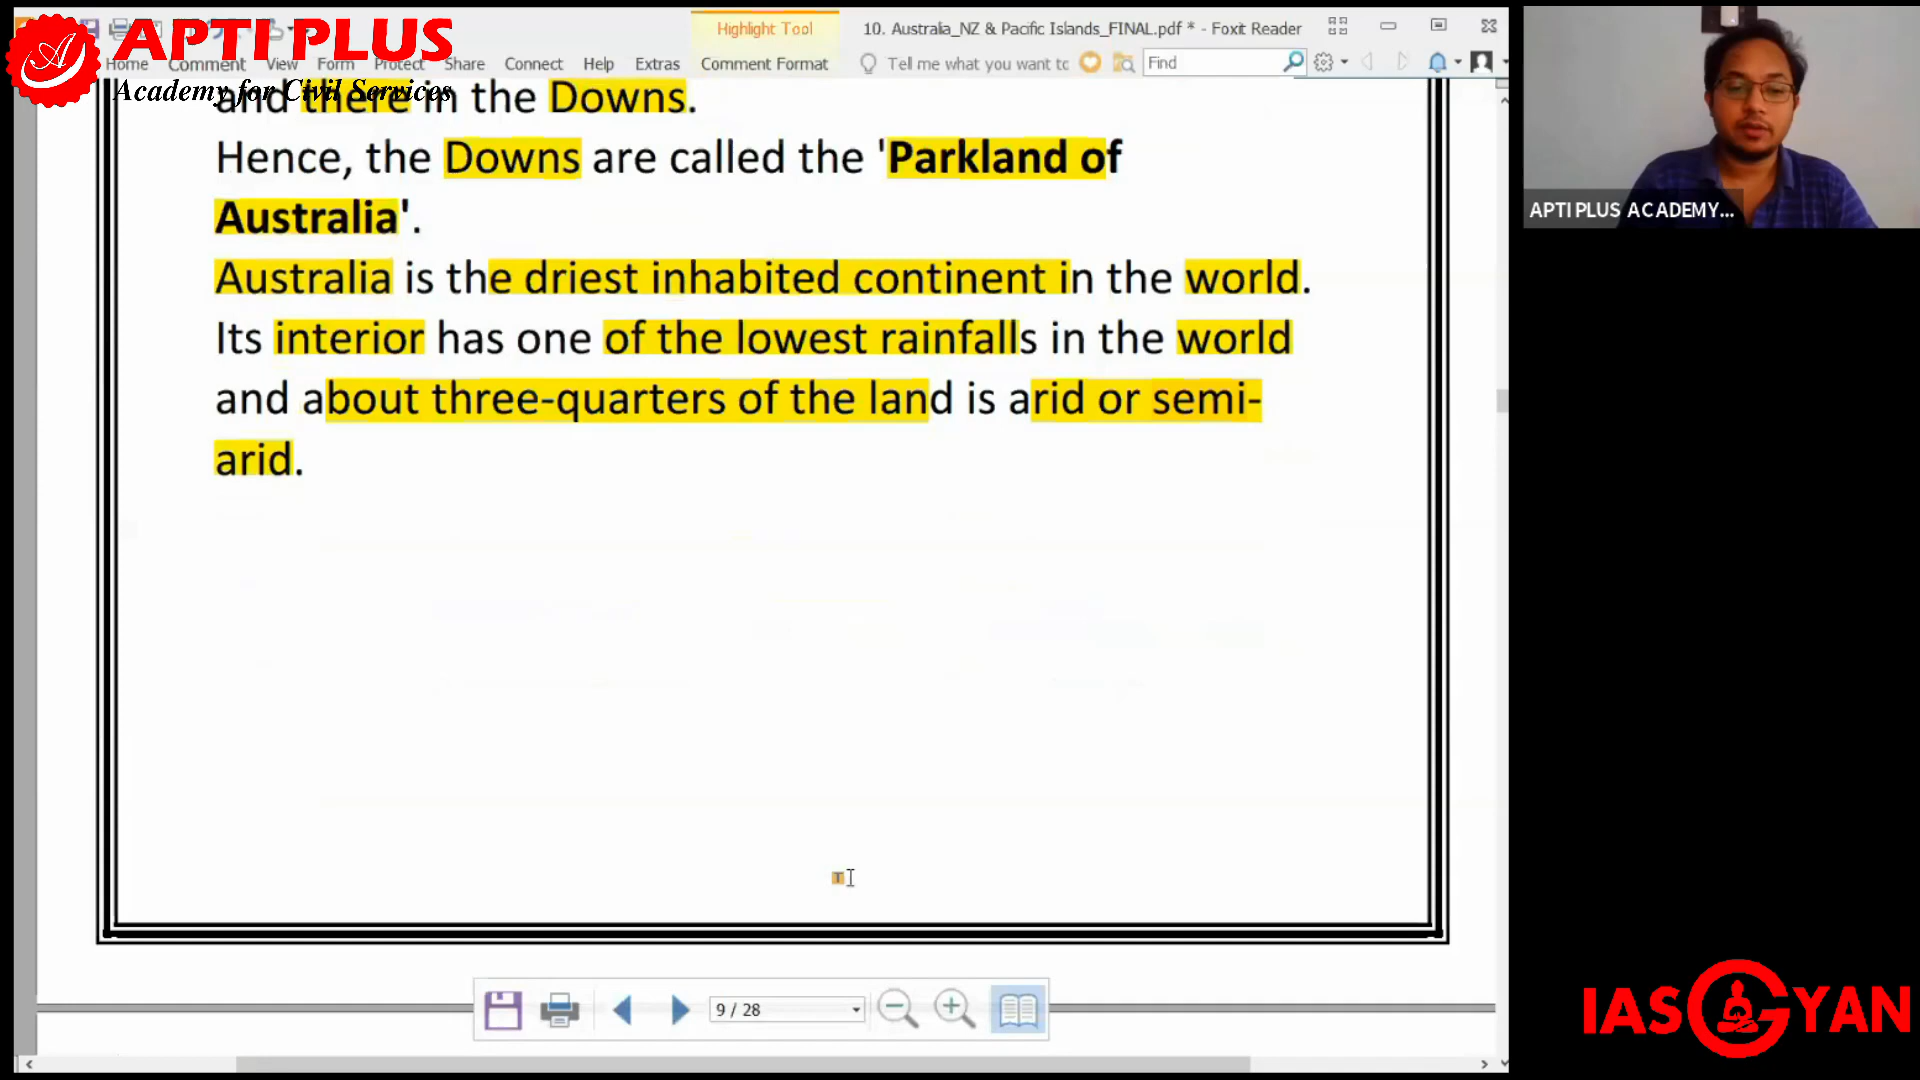 APTI PLUS
Academy for Civil Services
Highlight Tool
10. Australia_NZ & Pacific Islands_FINAL.pdf * - Foxit Reader
Home Comment View Form Protect Share Connect Help Extras Comment Format Tell me what you want to Find
and there in the Downs.
Hence, the Downs are called the 'Parkland of
Australia'.
Australia is the driest inhabited continent in the world.
Its interior has one of the lowest rainfalls in the world
and about three-quarters of the land is arid or semi-
arid.
9 / 28
APTI PLUS ACADEMY...
IASGYAN